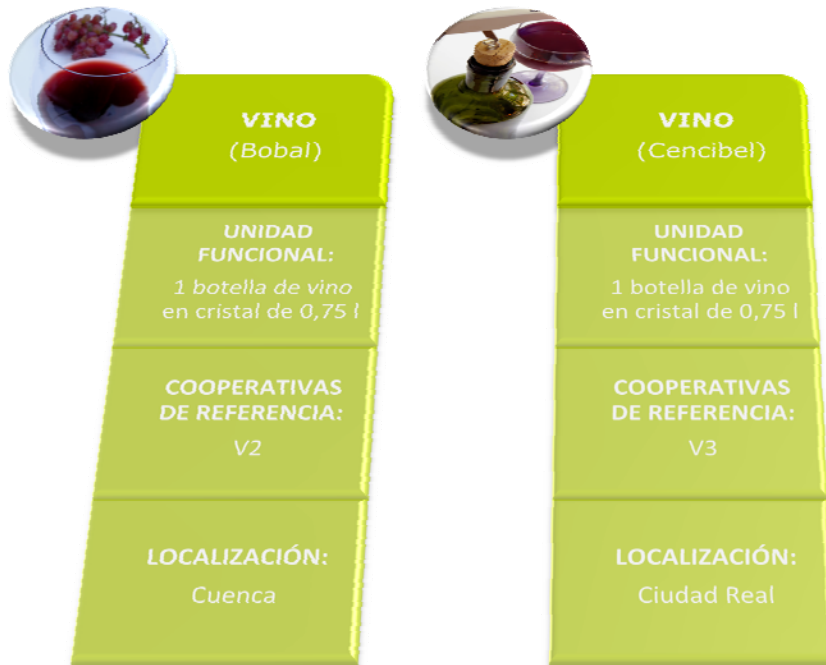 VINO
(Bobal)
UNIDAD
FUNCIONAL:
1 botella de vino
en cristal de 0,75 l
COOPERATIVAS
DE REFERENCIA:
V2
LOCALIZACIÓN:
Cuenca
VINO
(Cencibel)
UNIDAD
FUNCIONAL:
1 botella de vino
en cristal de 0,75 l
COOPERATIVAS
DE REFERENCIA:
V3
LOCALIZACIÓN:
Ciudad Real